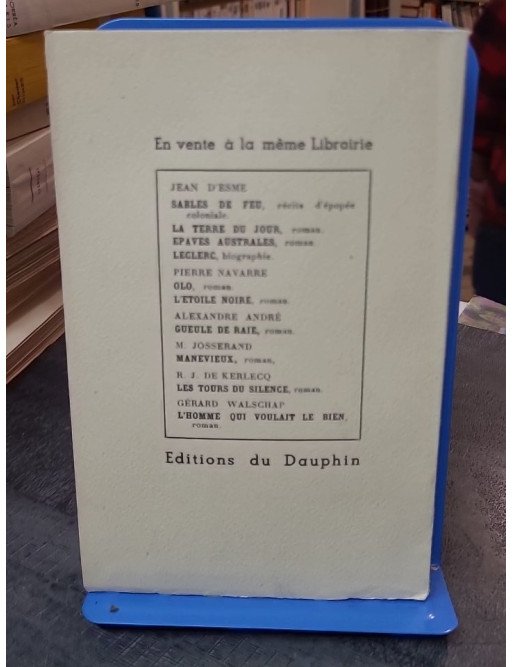 En vente à la même Librairie
JEAN D'ESME
SABLES DE FEU, récits d'épopée
coloniale.
LA TERRE DU JOUR, roman.
EPAVES AUSTRALES, roman.
LECLERC, biographie.
PIERRE NAVARRE
OLO, roman.
L'ETOILE NOIRE, roman.
ALEXANDRE ANDRÉ
GUEULE DE RAIE, roman.
M. JOSSERAND
MANEVIEUX, roman,
R. J. DE KERLECQ
LES TOURS DU SILENCE, roman.
GÉRARD WALSCHAP
L'HOMME QUI VOULAIT LE BIEN,
roman.
Editions du Dauphin